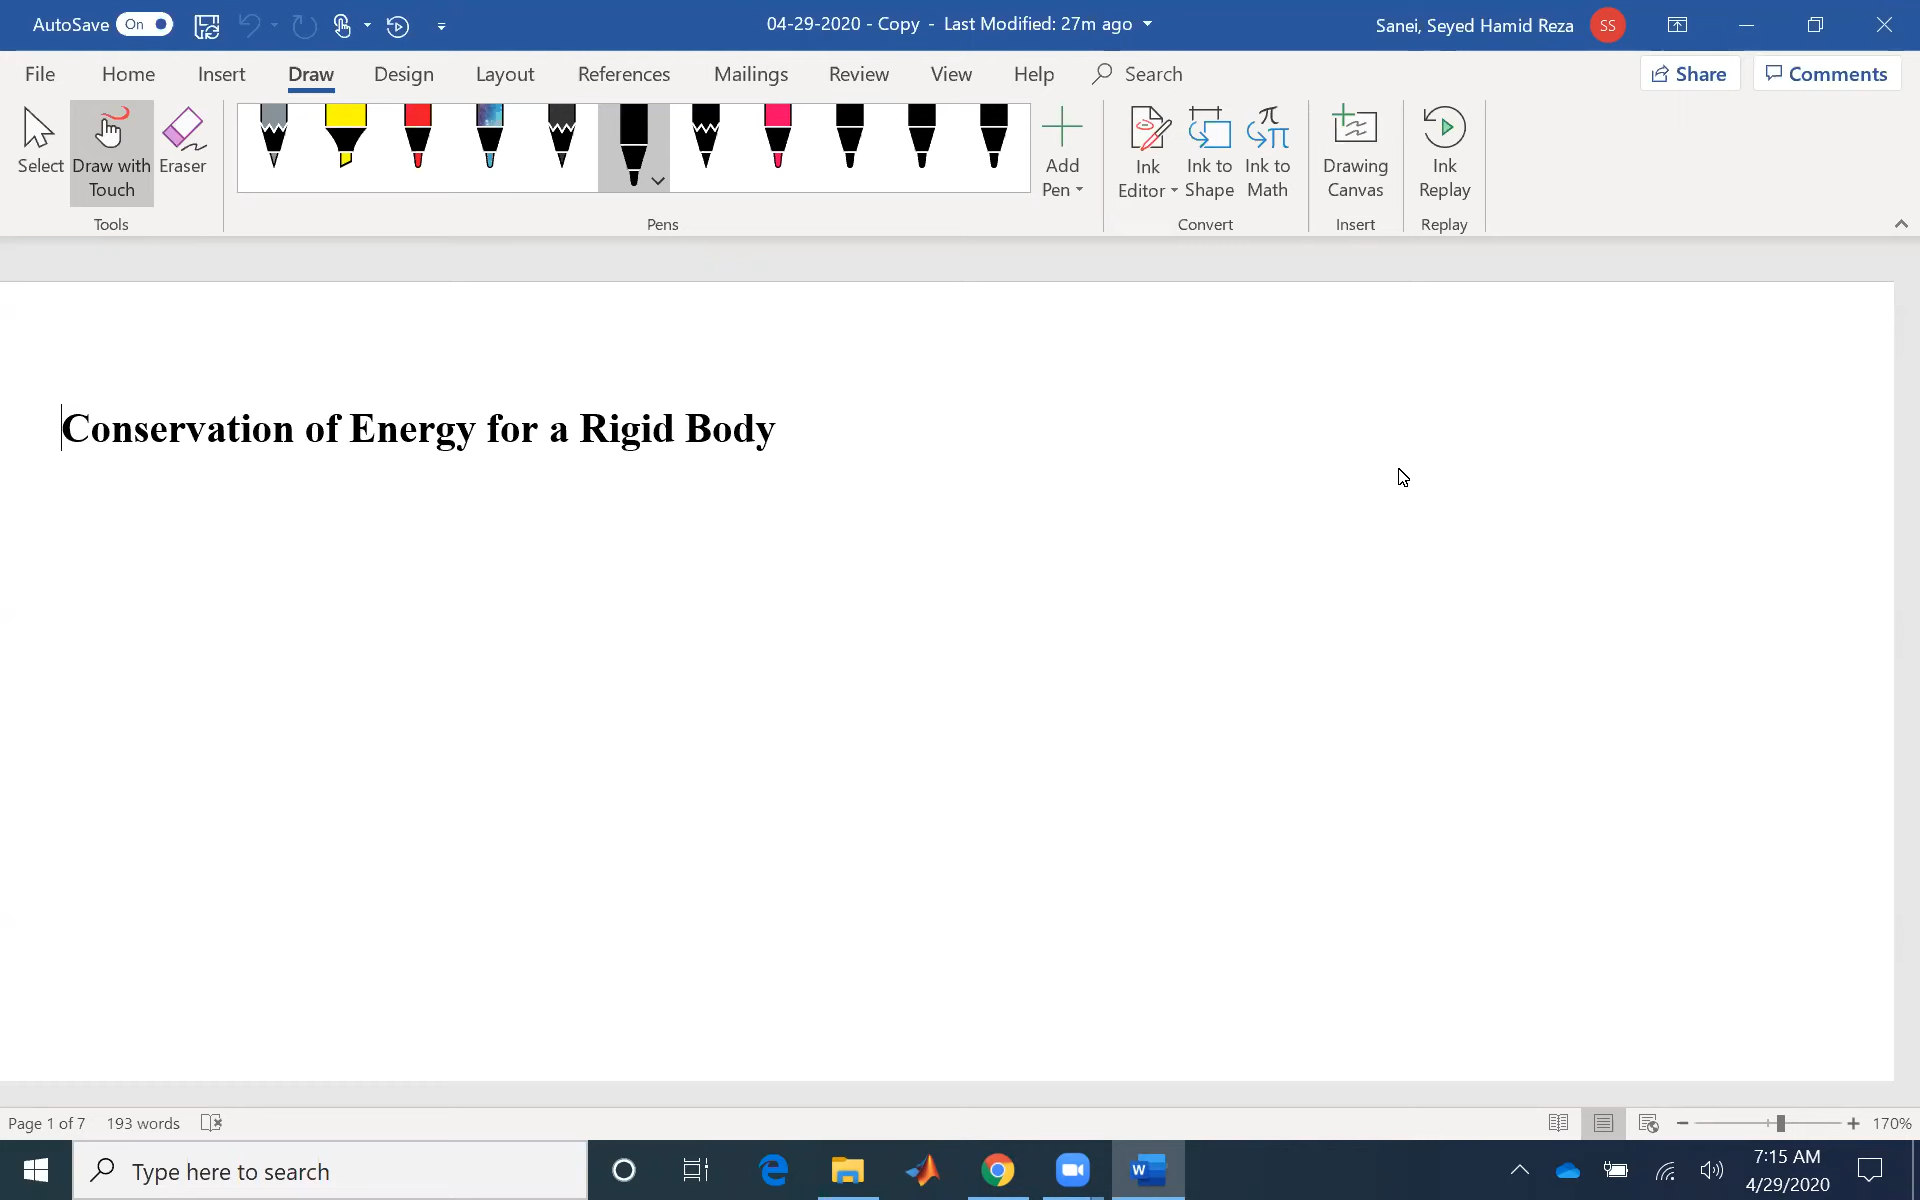 AutoSave On
04-29-2020 - Copy - Last Modified: 27m ago
Sanei, Seyed Hamid Reza SS
File Home Insert Draw Design Layout References Mailings Review View Help Search
Share Comments
Select
Draw with Touch
Eraser
Tools
Pens
Add Pen
Ink Editor
Ink to Shape
Ink to Math
Convert
Drawing Canvas
Insert
Ink Replay
Replay
Conservation of Energy for a Rigid Body
Page 1 of 7 193 words
170%
Type here to search
7:15 AM
4/29/2020